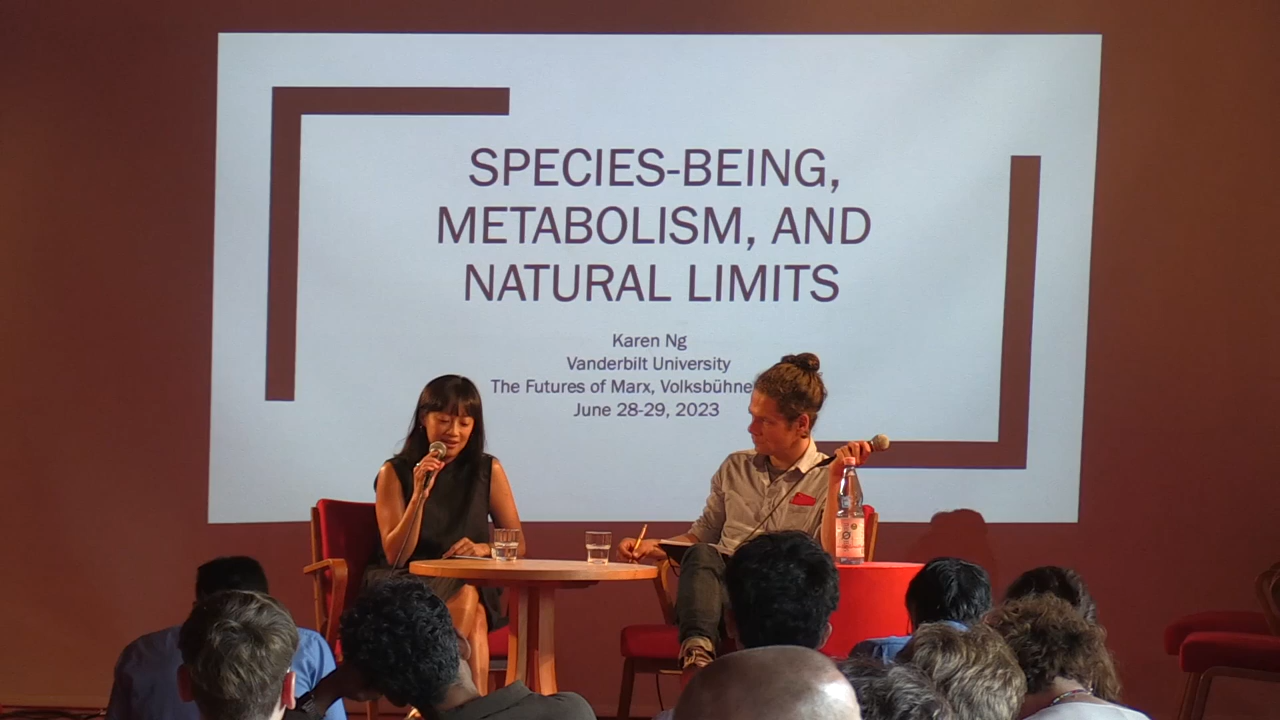 SPECIES-BEING,
METABOLISM, AND
NATURAL LIMITS
Karen Ng
Vanderbilt University
The Futures of Marx, Volksbühne
June 28-29, 2023